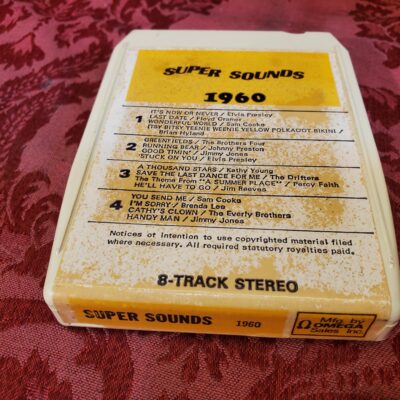 SUPER SOUNDS
1960
1 IT'S NOW OR NEVER / Elvis Presley
LAST DATE / Floyd Cramer
WONDERFUL WORLD / Sam Cooke
ITSY BITSY TEENIE WEENIE YELLOW POLKADOT BIKINI /
Brian Hyland
2 GREENFIELDS / The Brothers Four
RUNNING BEAR / Johnny Preston
GOOD TIMIN' / Jimmy Jones
STUCK ON YOU / Elvis Presley
3 A THOUSAND STARS / Kathy Young
SAVE THE LAST DANCE FOR ME / The Drifters
The Theme From "A SUMMER PLACE" / Percy Faith
HE'LL HAVE TO GO / Jim Reeves
4 YOU SEND ME / Sam Cooke
I'M SORRY / Brenda Lee
CATHY'S CLOWN / The Everly Brothers
HANDY MAN / Jimmy Jones
Notices of intention to use copyrighted material filed
where necessary. All required statutory royalties paid.
8-TRACK STEREO
SUPER SOUNDS 1960
Mfg. by
Ω OMEGA
Sales Inc.